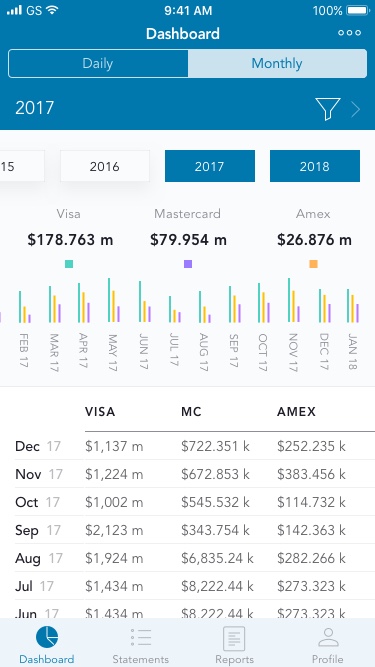 GS 9:41 AM 100%
Dashboard
Daily Monthly
2017
15 2016 2017 2018
Visa Mastercard Amex
$178.763 m $79.954 m $26.876 m
FEB 17 MAR 17 APR 17 MAY 17 JUN 17 JUL 17 AUG 17 SEP 17 OCT 17 NOV 17 DEC 17 JAN 18
VISA MC AMEX
Dec 17 $1,137 m $722.351 k $252.235 k
Nov 17 $1,224 m $672.853 k $383.456 k
Oct 17 $1,002 m $545.532 k $114.732 k
Sep 17 $2,123 m $343.754 k $142.363 k
Aug 17 $1,924 m $6,835.24 k $282.266 k
Jul 17 $1,434 m $8,222.44 k $273.323 k
Jun 17 $1,434 m $8,222.44 k $273.323 k
Dashboard Statements Reports Profile